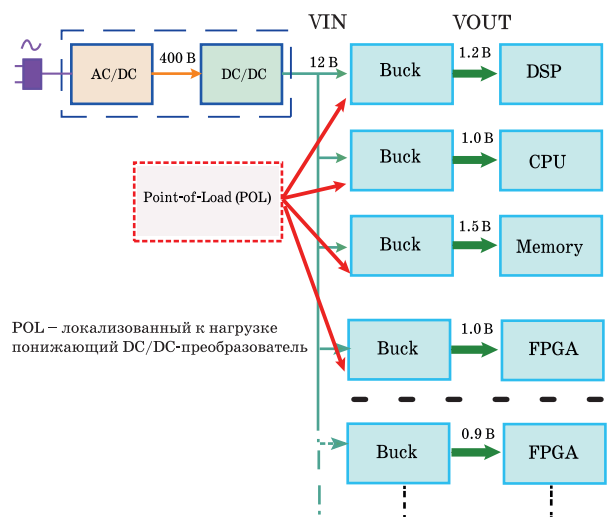 VIN VOUT
AC/DC 400 В DC/DC 12 В Buck 1.2 В DSP
Buck 1.0 В CPU
Point-of-Load (POL)
Buck 1.5 В Memory
POL – локализованный к нагрузке
понижающий DC/DC-преобразователь
Buck 1.0 В FPGA
Buck 0.9 В FPGA